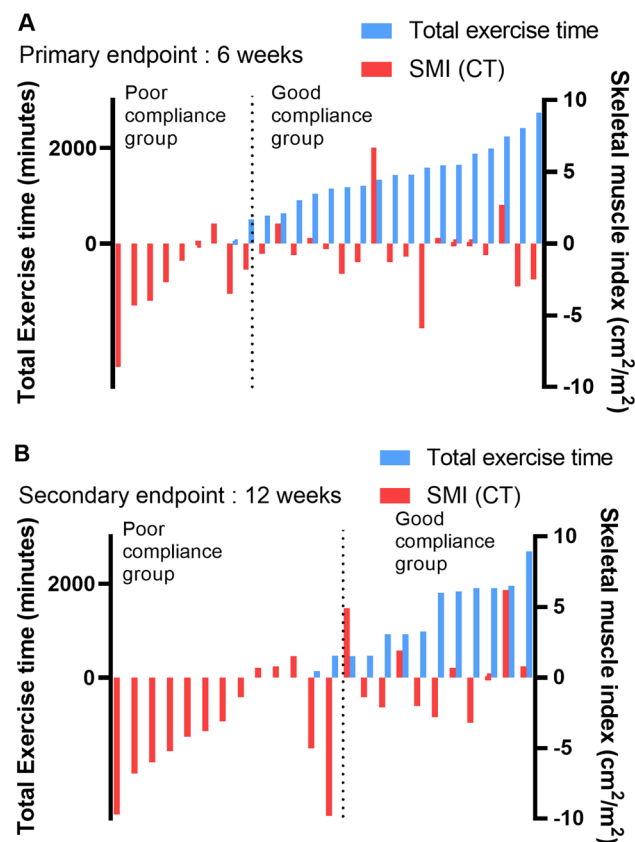 A
Total exercise time
SMI (CT)
Primary endpoint : 6 weeks
Poor
compliance
group
Good
compliance
group
Total Exercise time (minutes)
2000
0
10
5
0
-5
-10
Skeletal muscle index (cm²/m²)
B
Total exercise time
SMI (CT)
Secondary endpoint : 12 weeks
Poor
compliance
group
Good
compliance
group
Total Exercise time (minutes)
2000
0
10
5
0
-5
-10
Skeletal muscle index (cm²/m²)